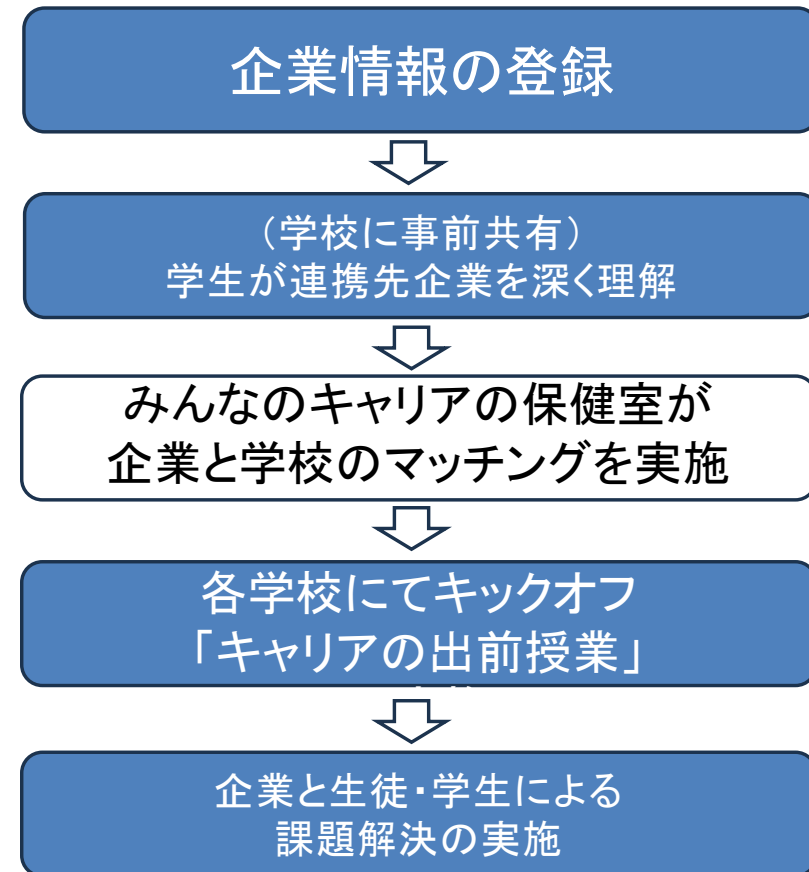 企業情報の登録
（学校に事前共有）
学生が連携先企業を深く理解
みんなのキャリアの保健室が
企業と学校のマッチングを実施
各学校にてキックオフ
「キャリアの出前授業」
企業と生徒・学生による
課題解決の実施